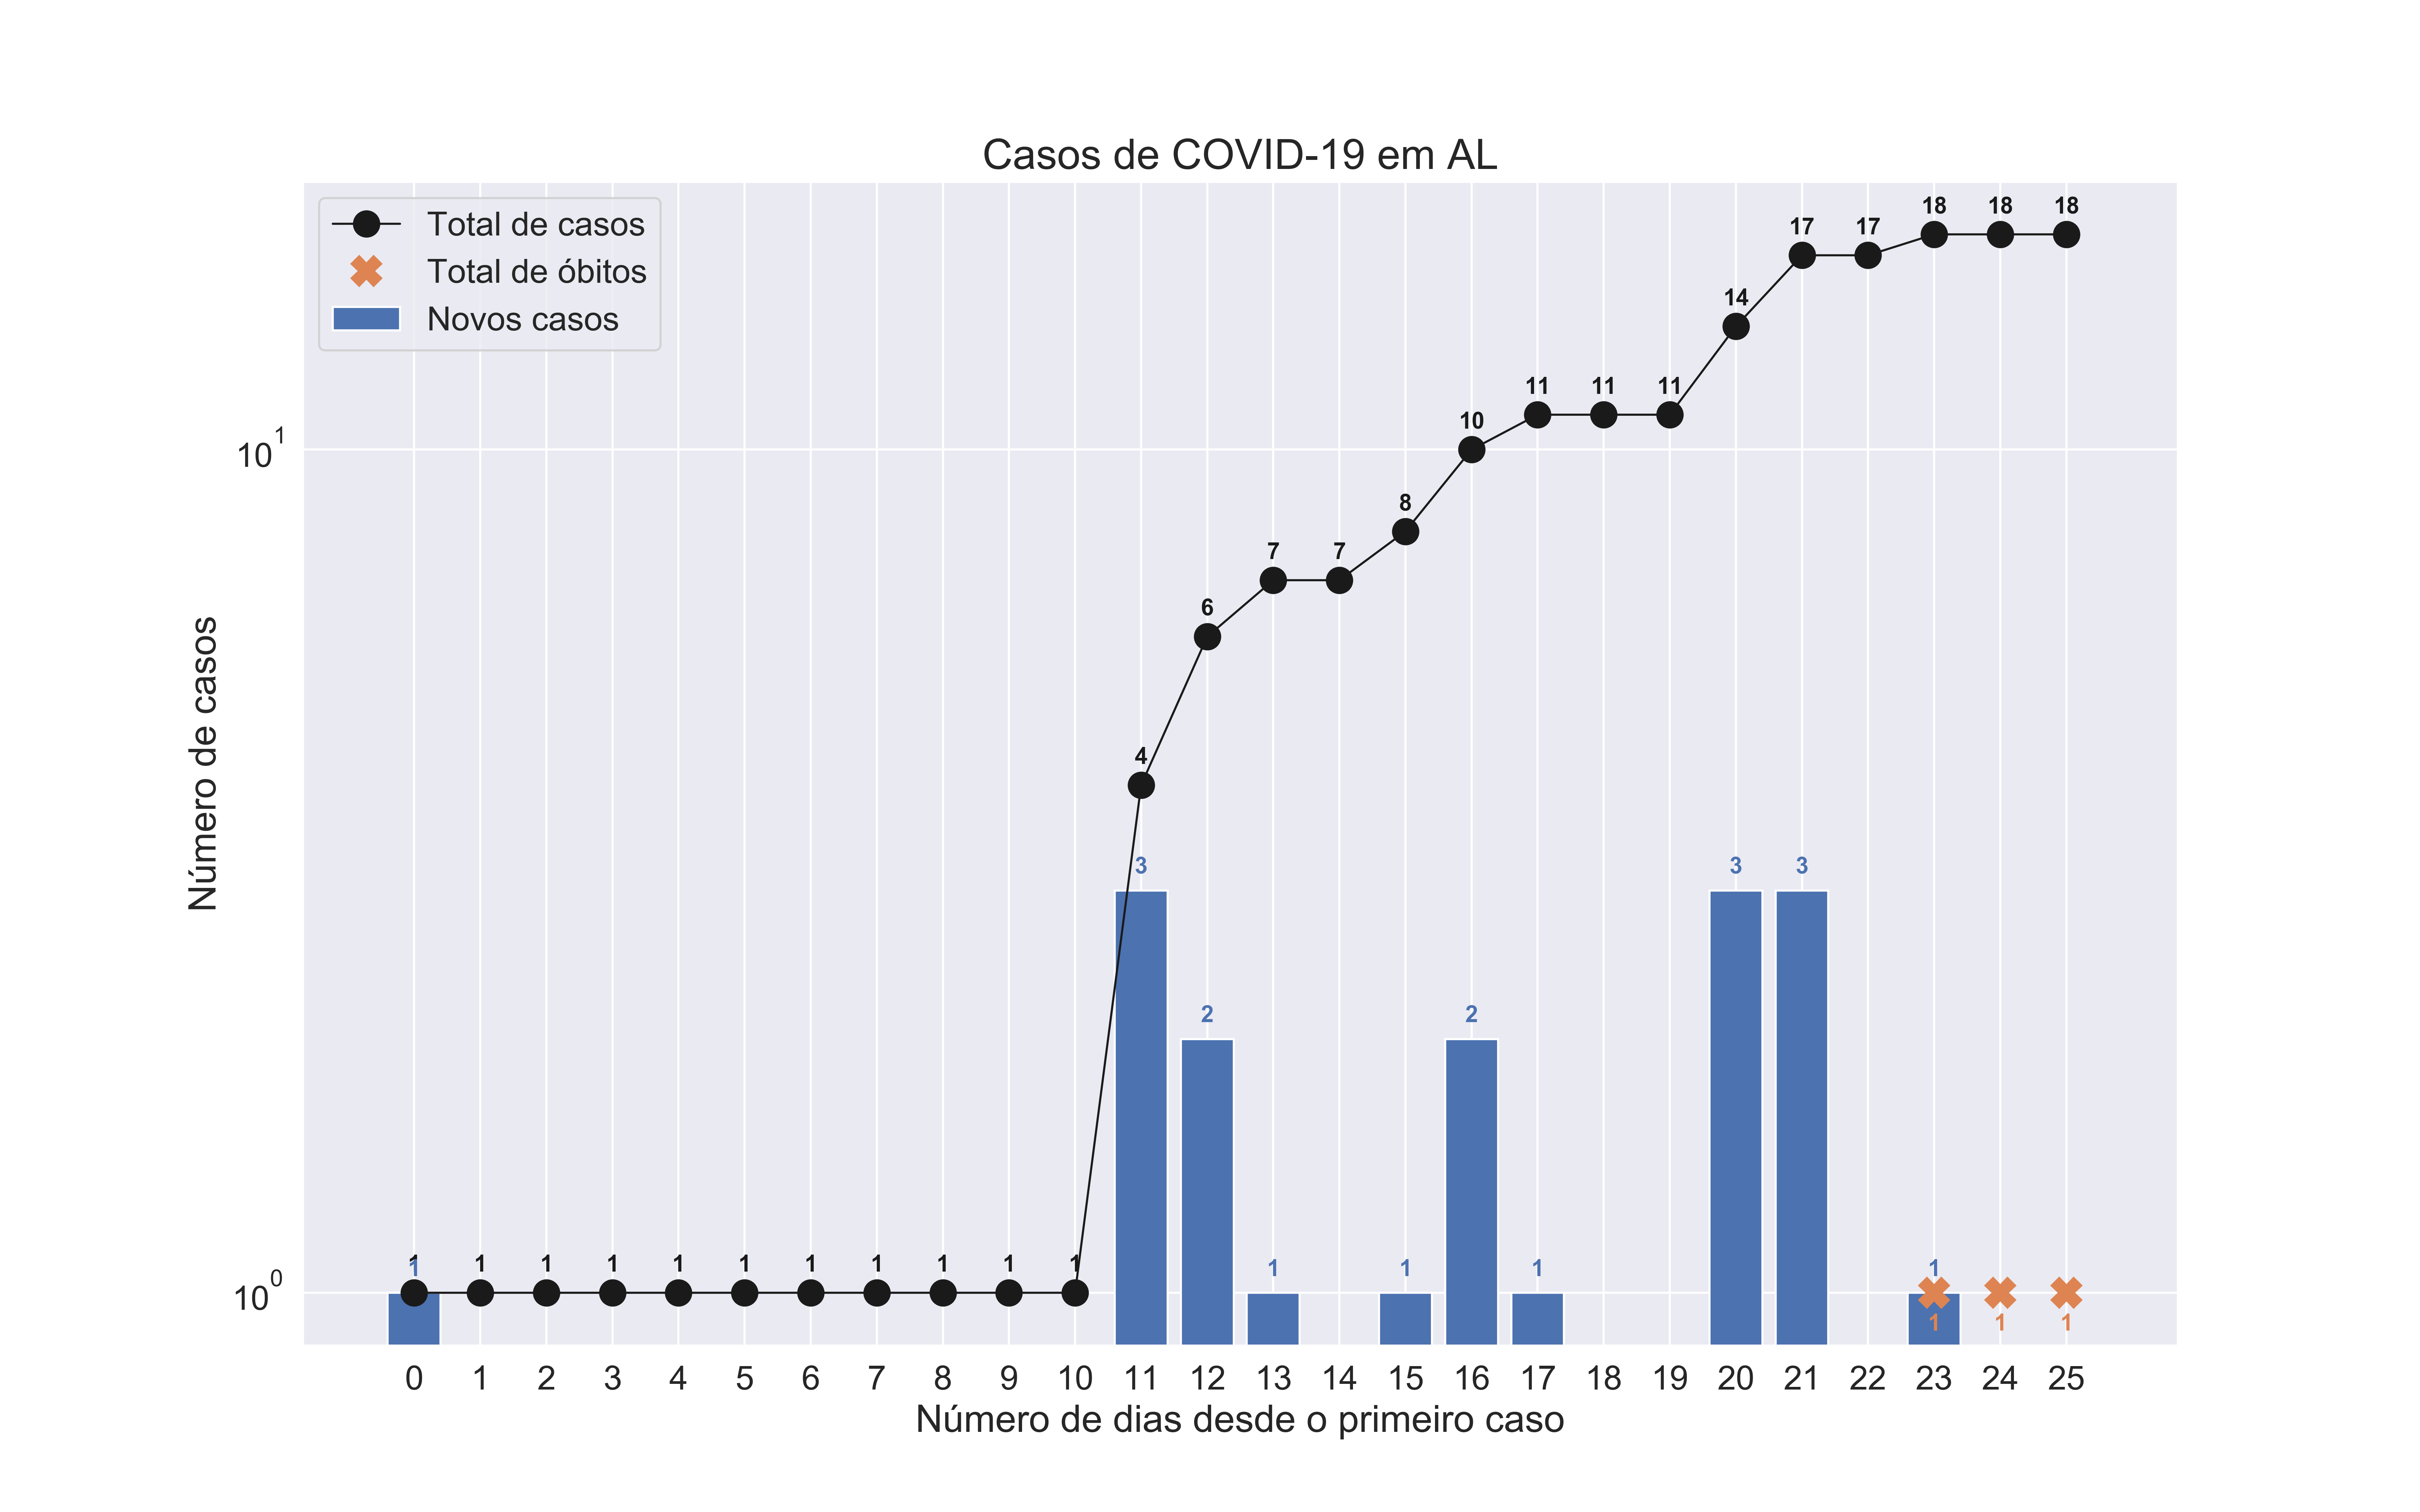 Casos de COVID-19 em AL
Total de casos
Total de óbitos
Novos casos
Número de casos
10^1
10^0
18 18 18
17 17
14
11 11 11
10
8
7 7
6
4
3 3 3
2 2
1 1 1 1 1 1 1 1 1 1 1
1 1 1 1 1
1 1 1
0 1 2 3 4 5 6 7 8 9 10 11 12 13 14 15 16 17 18 19 20 21 22 23 24 25
Número de dias desde o primeiro caso